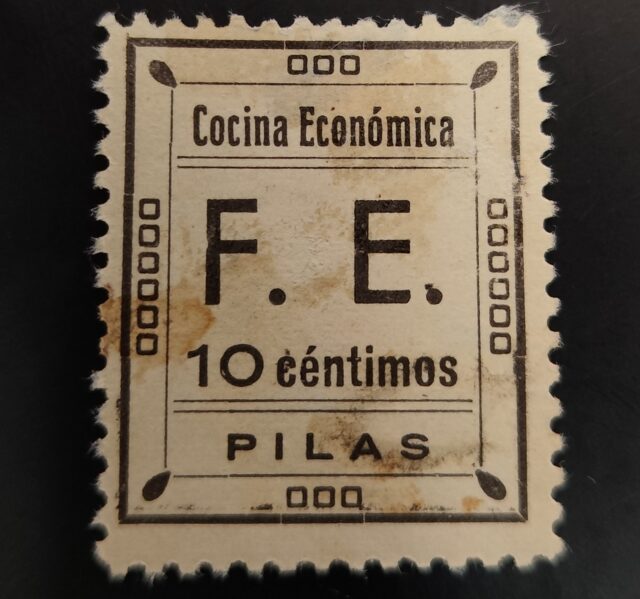 Cocina Económica
F. E.
10 céntimos
PILAS